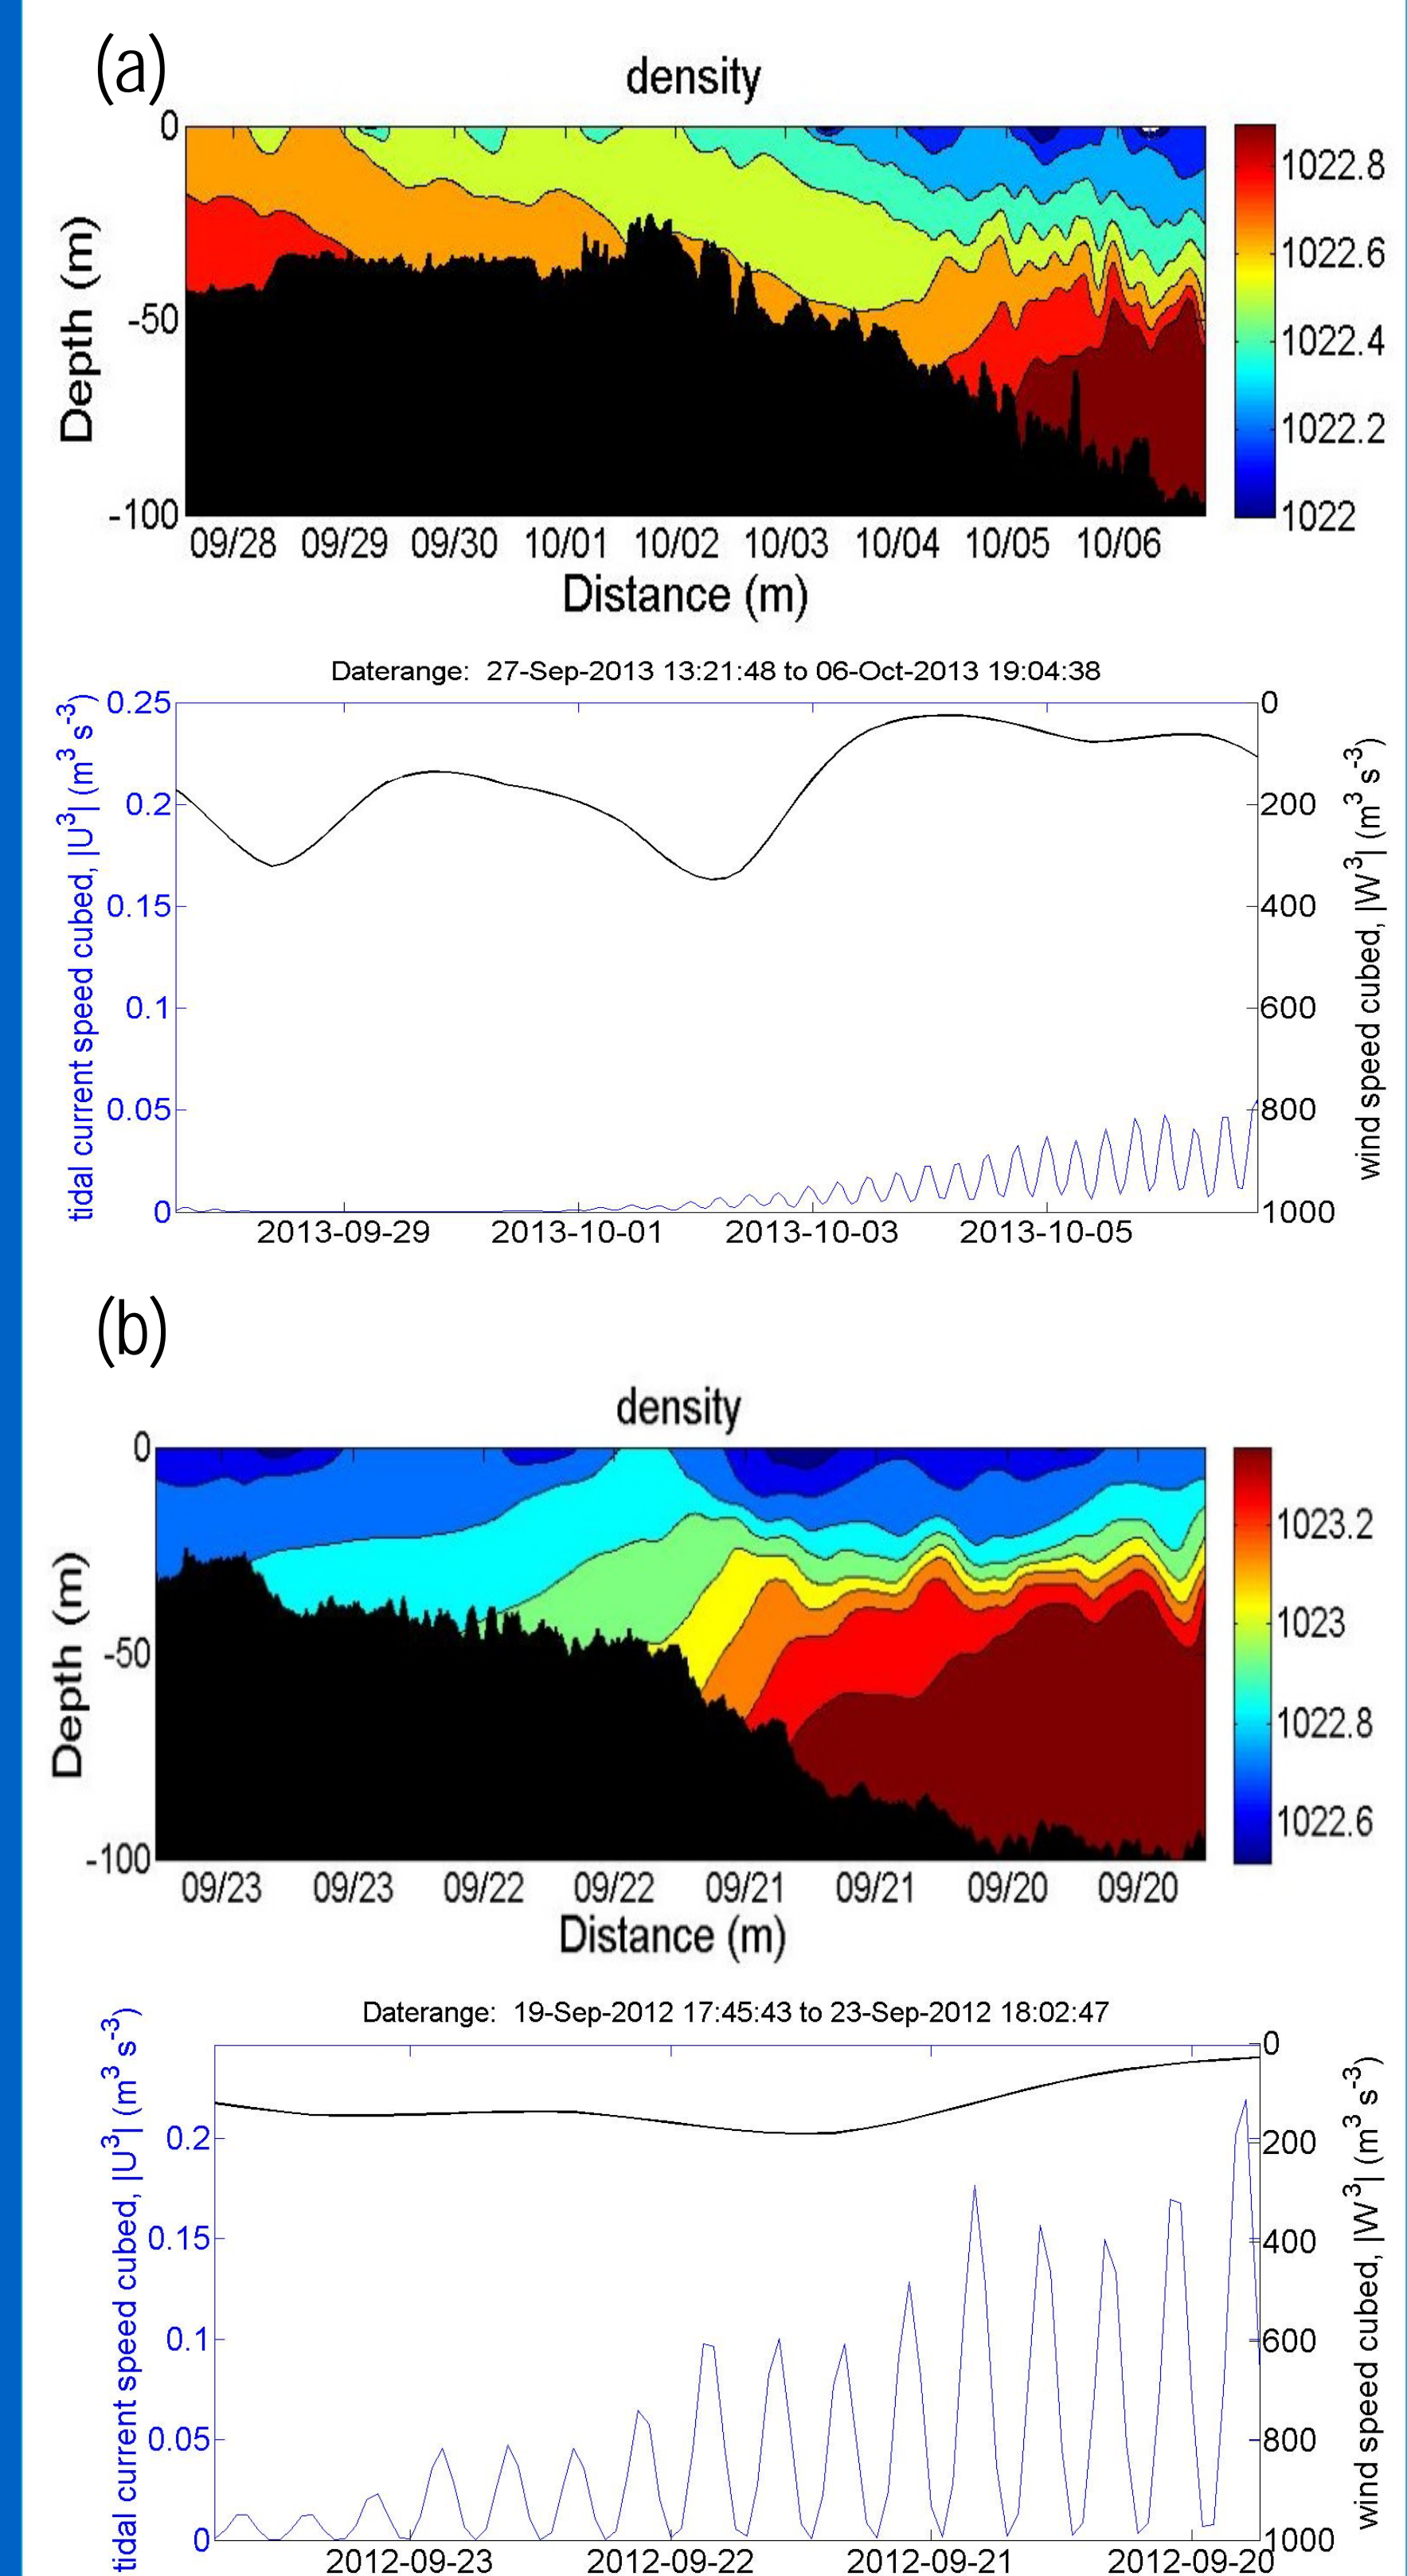 (a)
density
0
-50
-100
Depth (m)
1022.8
1022.6
1022.4
1022.2
1022
09/28 09/29 09/30 10/01 10/02 10/03 10/04 10/05 10/06
Distance (m)
Daterange: 27-Sep-2013 13:21:48 to 06-Oct-2013 19:04:38
tidal current speed cubed, |U³| (m³ s⁻³)
0.25
0.2
0.15
0.1
0.05
0
0
200
400
600
800
1000
wind speed cubed, |W³| (m³ s⁻³)
2013-09-29 2013-10-01 2013-10-03 2013-10-05
(b)
density
0
-50
-100
Depth (m)
1023.2
1023
1022.8
1022.6
09/23 09/23 09/22 09/22 09/21 09/21 09/20 09/20
Distance (m)
Daterange: 19-Sep-2012 17:45:43 to 23-Sep-2012 18:02:47
tidal current speed cubed, |U³| (m³ s⁻³)
0.2
0.15
0.1
0.05
0
0
200
400
600
800
1000
wind speed cubed, |W³| (m³ s⁻³)
2012-09-23 2012-09-22 2012-09-21 2012-09-20